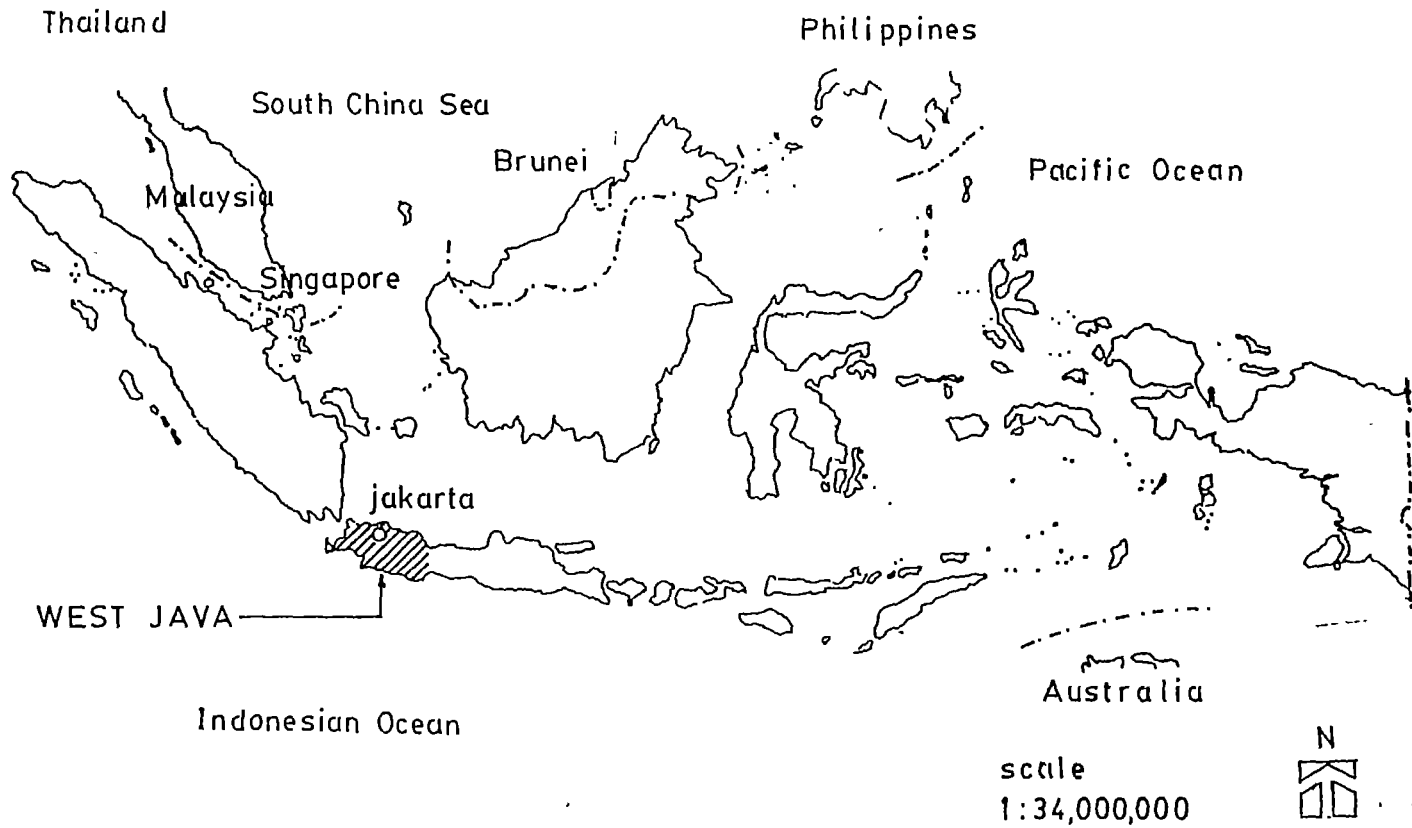 Thailand
Philippines
South China Sea
Brunei
Pacific Ocean
Malaysia
Singapore
jakarta
WEST JAVA
Australia
Indonesian Ocean
N
scale
1:34,000,000